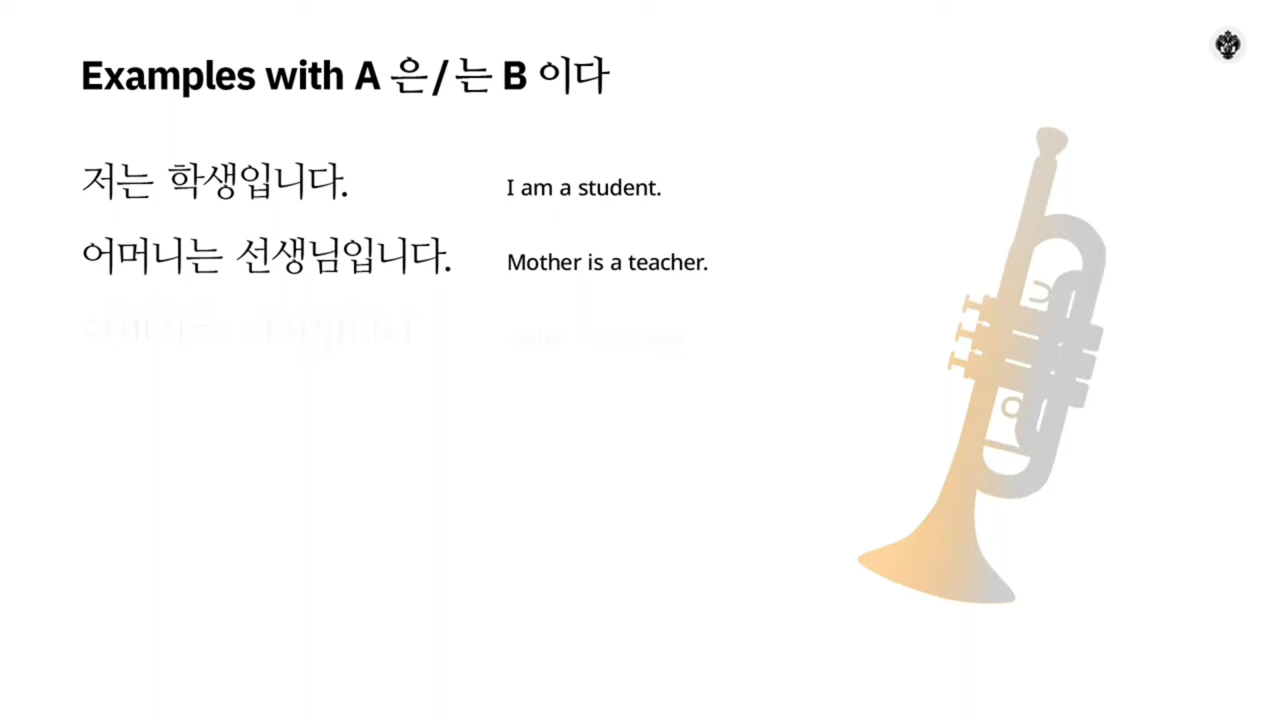 Examples with A 은/는 B 이다
저는 학생입니다. I am a student.
어머니는 선생님입니다. Mother is a teacher.